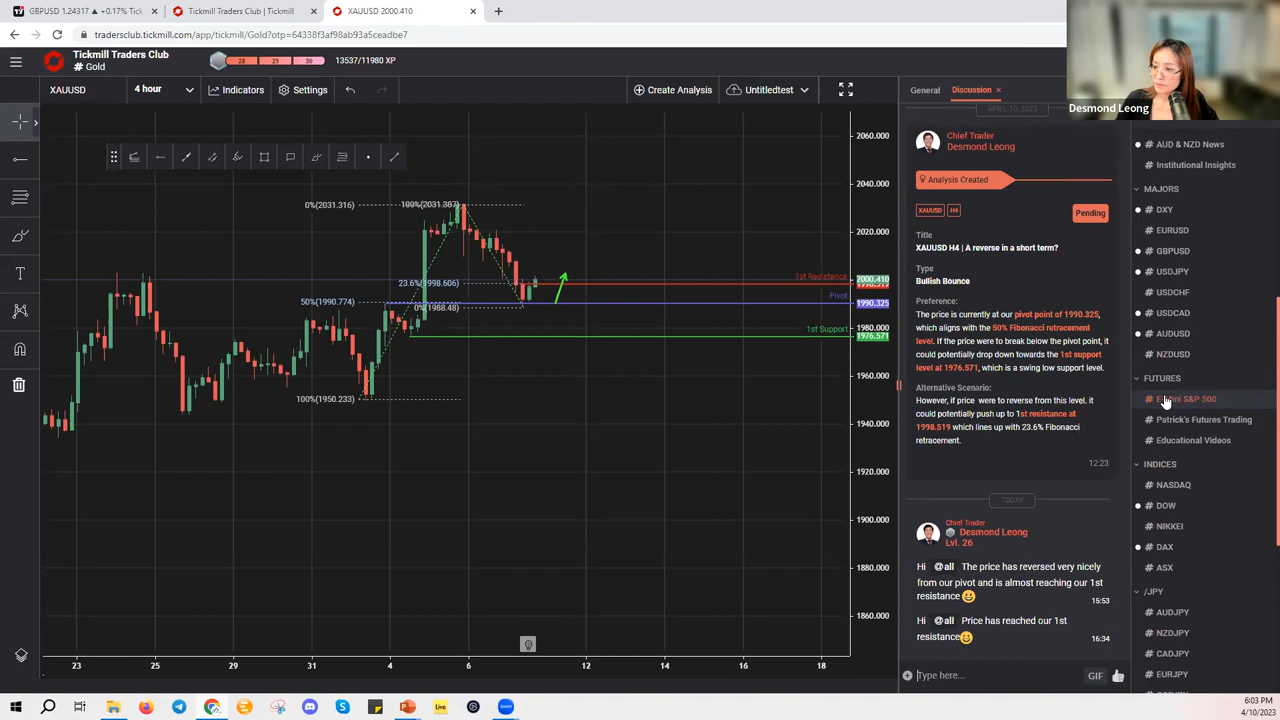 GBPUSD 1.24317 ▲ +0.17% Tick
Tickmill Traders Club | Tickmill
XAUUSD 2000.410
tradersclub.tickmill.com/app/tickmill/Gold?otp=64338f3af98ab93a5ceadbe7
Tickmill Traders Club
# Gold
28 29 30
13537/11980 XP
Desmond Leong
XAUUSD
4 hour
Indicators
Settings
Create Analysis
Untitledtest
0%(2031.316)
100%(2031.387)
23.6%(1998.606)
50%(1990.774)
0%(1988.48)
100%(1950.233)
1st Resistance
Pivot
1st Support
2060.000
2040.000
2020.000
2000.410
1990.325
1980.000
1976.571
1960.000
1940.000
1920.000
1900.000
1880.000
1860.000
23 25 29 31 4 6 12 14 16 18
General
Discussion
Chief Trader
Desmond Leong
Analysis Created
XAUUSD H4
Pending
Title
XAUUSD H4 | A reverse in a short term?
Type
Bullish Bounce
Preference:
The price is currently at our pivot point of 1990.325,
which aligns with the 50% Fibonacci retracement
level. If the price were to break below the pivot point, it
could potentially drop down towards the 1st support
level at 1976.571, which is a swing low support level.
Alternative Scenario:
However, if price were to reverse from this level. it
could potentially push up to 1st resistance at
1998.519 which lines up with 23.6% Fibonacci
retracement.
12:23
TODAY
Chief Trader
Desmond Leong
Lvl. 26
Hi @all The price has reversed very nicely
from our pivot and is almost reaching our 1st
resistance
15:53
Hi @all Price has reached our 1st
resistance
16:34
Type here...
GIF
# AUD & NZD News
# Institutional Insights
MAJORS
# DXY
# EURUSD
# GBPUSD
# USDJPY
# USDCHF
# USDCAD
# AUDUSD
# NZDUSD
FUTURES
# S&P 500
# Patrick's Futures Trading
# Educational Videos
INDICES
# NASDAQ
# DOW
# NIKKEI
# DAX
# ASX
/JPY
# AUDJPY
# NZDJPY
# CADJPY
# EURJPY
Live
zoom
6:03 PM
4/10/2023